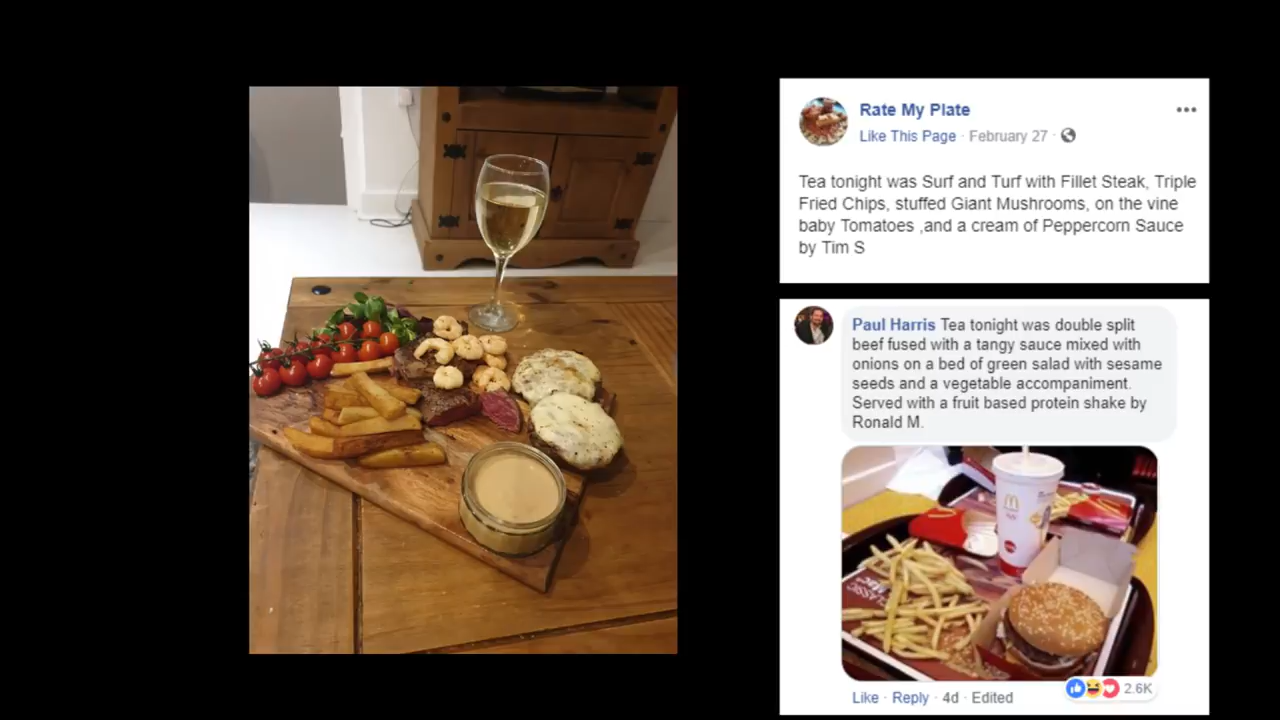 Rate My Plate
Like This Page · February 27 ·
Tea tonight was Surf and Turf with Fillet Steak, Triple
Fried Chips, stuffed Giant Mushrooms, on the vine
baby Tomatoes ,and a cream of Peppercorn Sauce
by Tim S
Paul Harris Tea tonight was double split
beef fused with a tangy sauce mixed with
onions on a bed of green salad with sesame
seeds and a vegetable accompaniment.
Served with a fruit based protein shake by
Ronald M.
CLASSIC
Like · Reply · 4d · Edited
2.6K